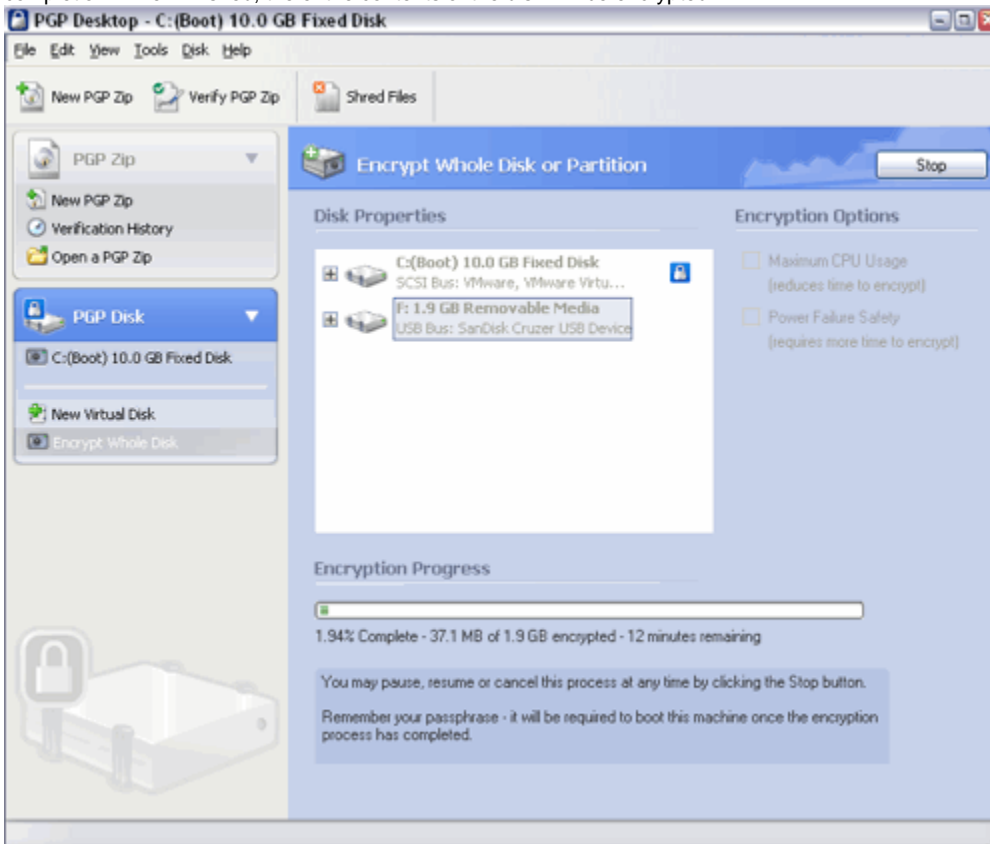 PGP Desktop - C:(Boot) 10.0 GB Fixed Disk
File Edit View Tools Disk Help
New PGP Zip Verify PGP Zip Shred Files
PGP Zip
New PGP Zip
Verification History
Open a PGP Zip
PGP Disk
C:(Boot) 10.0 GB Fixed Disk
New Virtual Disk
Encrypt Whole Disk
Encrypt Whole Disk or Partition
Stop
Disk Properties
C:(Boot) 10.0 GB Fixed Disk
SCSI Bus: VMware, VMware Virtu...
F: 1.9 GB Removable Media
USB Bus: SanDisk Cruzer USB Device
Encryption Options
Maximum CPU Usage
(reduces time to encrypt)
Power Failure Safety
(requires more time to encrypt)
Encryption Progress
1.94% Complete - 37.1 MB of 1.9 GB encrypted - 12 minutes remaining
You may pause, resume or cancel this process at any time by clicking the Stop button.
Remember your passphrase - it will be required to boot this machine once the encryption
process has completed.